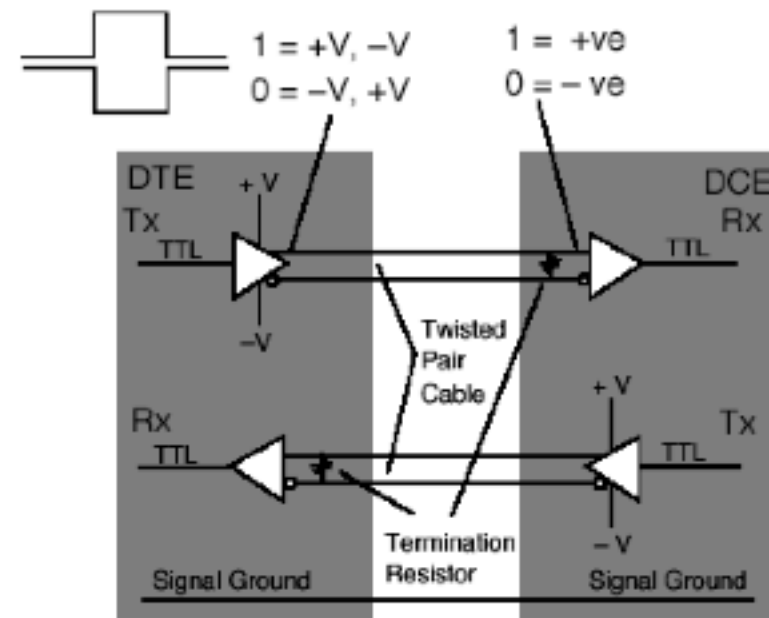 1 = +V, –V
0 = –V, +V
1 = +ve
0 = – ve
DTE
+ V
Tx
TTL
–V
DCE
Rx
TTL
Twisted
Pair
Cable
Rx
TTL
+ V
Tx
TTL
– V
Termination
Resistor
Signal Ground
Signal Ground